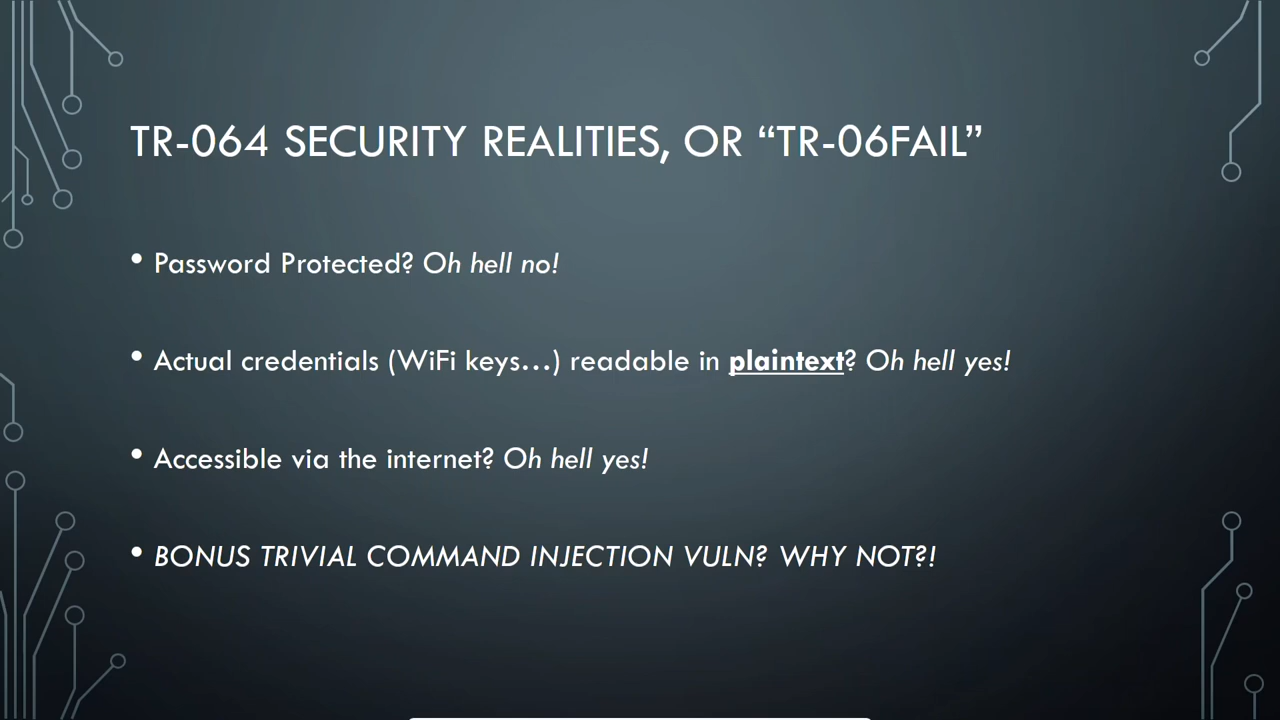 TR-064 SECURITY REALITIES, OR “TR-06FAIL”
• Password Protected? Oh hell no!
• Actual credentials (WiFi keys…) readable in plaintext? Oh hell yes!
• Accessible via the internet? Oh hell yes!
• BONUS TRIVIAL COMMAND INJECTION VULN? WHY NOT?!